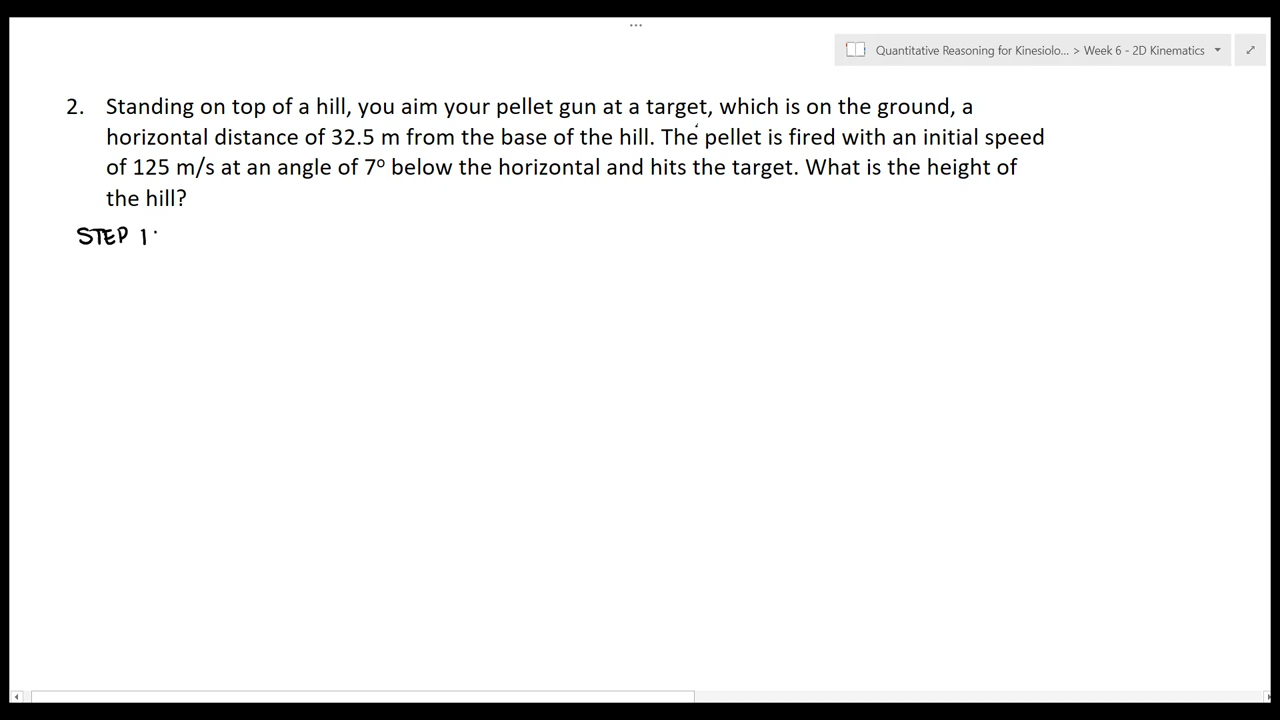 Quantitative Reasoning for Kinesiolo... > Week 6 - 2D Kinematics
2. Standing on top of a hill, you aim your pellet gun at a target, which is on the ground, a
horizontal distance of 32.5 m from the base of the hill. The pellet is fired with an initial speed
of 125 m/s at an angle of 7º below the horizontal and hits the target. What is the height of
the hill?
STEP 1